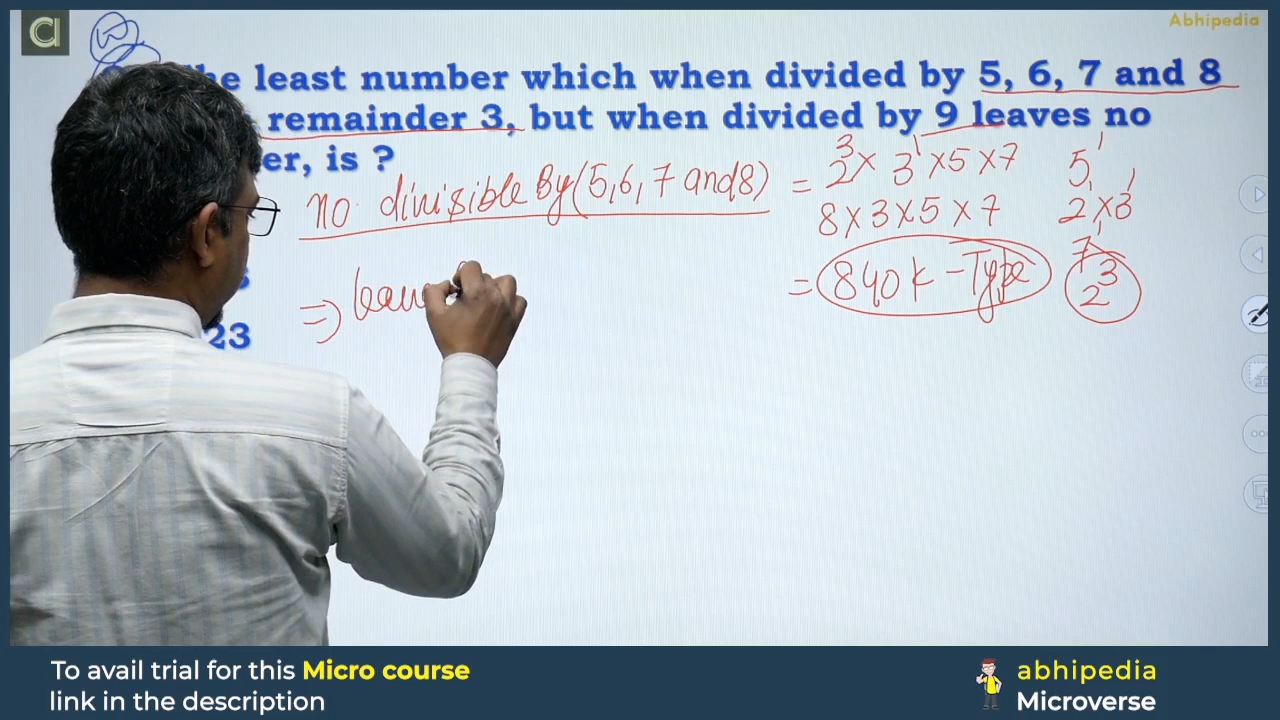 Abhipedia
he least number which when divided by 5, 6, 7 and 8
remainder 3, but when divided by 9 leaves no
er, is ?
no. divisible By (5,6, 7 and 8) = 2³ × 3¹ × 5 × 7
8 × 3 × 5 × 7
= 840k - Type
5¹
2¹ × 3¹
7¹
2³
⇒ leav
23
To avail trial for this Micro course
link in the description
abhipedia
Microverse